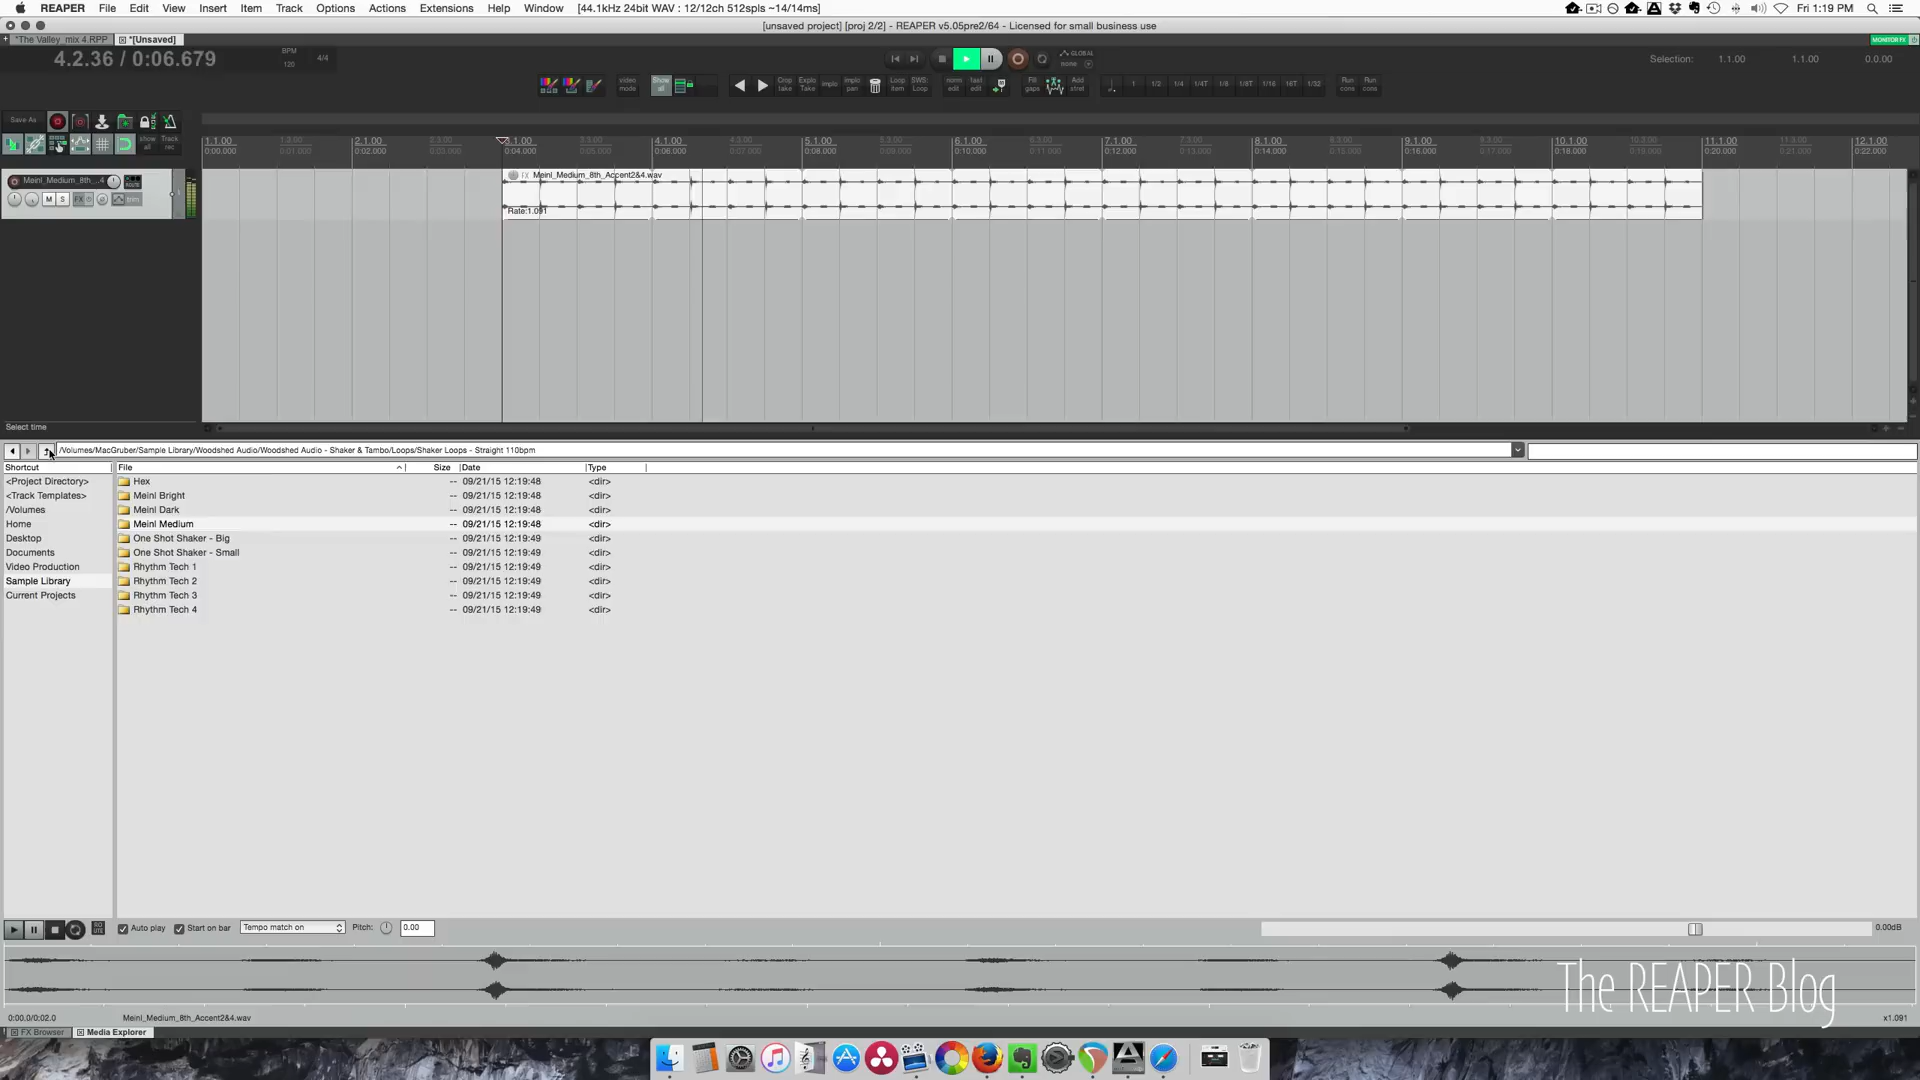 REAPER File Edit View Insert Item Track Options Actions Extensions Help Window [44.1kHz 24bit WAV : 12/12ch 512spls ~14/14ms] Fri 1:19 PM
[unsaved project] [proj 2/2] - REAPER v5.05pre2/64 - Licensed for small business use
*The Valley mix 4.RPP *[Unsaved] MONITOR FX
4.2.36 / 0:06.679 BPM 120 4/4 GLOBAL none Selection: 1.1.00 1.1.00 0.0.00
video mode Show all Crop take Explo Take implc implc pan Loop item SWS: Loop norm edit fast edit Fill gaps Add stret 1 1/2 1/4 1/4T 1/8 1/8T 1/16 16T 1/32 Run cons Run cons
Save As
show all Track rec
1.1.00 1.3.00 2.1.00 2.3.00 3.1.00 3.3.00 4.1.00 4.3.00 5.1.00 5.3.00 6.1.00 6.3.00 7.1.00 7.3.00 8.1.00 8.3.00 9.1.00 9.3.00 10.1.00 10.3.00 11.1.00 11.3.00 12.1.00
0:00.000 0:01.000 0:02.000 0:03.000 0:04.000 0:05.000 0:06.000 0:07.000 0:08.000 0:09.000 0:10.000 0:11.000 0:12.000 0:13.000 0:14.000 0:15.000 0:16.000 0:17.000 0:18.000 0:19.000 0:20.000 0:21.000 0:22.000
Meinl_Medium_8th_...4 ROUTE
FX Meinl_Medium_8th_Accent2&4.wav
M S FX trim 1
Rate:1.091
Select time
/Volumes/MacGruber/Sample Library/Woodshed Audio/Woodshed Audio - Shaker & Tambo/Loops/Shaker Loops - Straight 110bpm
Shortcut File Size Date Type
<Project Directory> Hex -- 09/21/15 12:19:48 <dir>
<Track Templates> Meinl Bright -- 09/21/15 12:19:48 <dir>
/Volumes Meinl Dark -- 09/21/15 12:19:48 <dir>
Home Meinl Medium -- 09/21/15 12:19:48 <dir>
Desktop One Shot Shaker - Big -- 09/21/15 12:19:49 <dir>
Documents One Shot Shaker - Small -- 09/21/15 12:19:49 <dir>
Video Production Rhythm Tech 1 -- 09/21/15 12:19:49 <dir>
Sample Library Rhythm Tech 2 -- 09/21/15 12:19:49 <dir>
Current Projects Rhythm Tech 3 -- 09/21/15 12:19:49 <dir>
Rhythm Tech 4 -- 09/21/15 12:19:49 <dir>
Auto play Start on bar Tempo match on Pitch: 0.00 0.00dB
The REAPER Blog
0:00.0/0:02.0 Meinl_Medium_8th_Accent2&4.wav x1.091
FX Browser Media Explorer